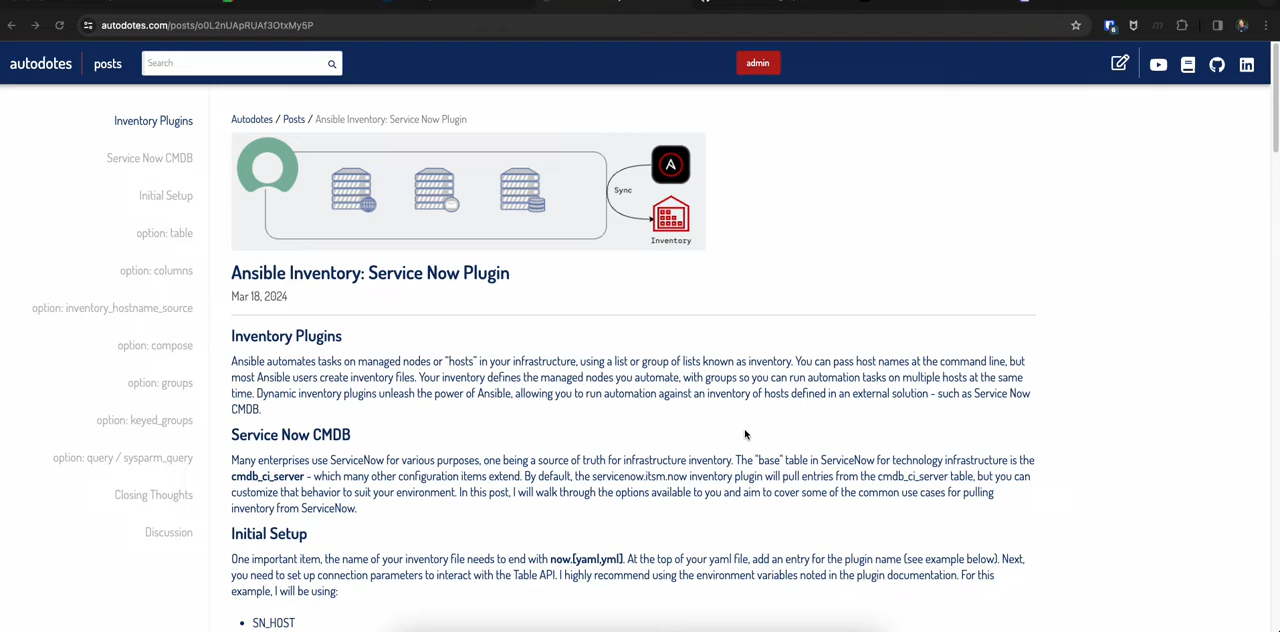 autodotes.com/posts/o0L2nUApRUAf3OtxMy5P
6
autodotes
posts
Search
admin
Inventory Plugins
Service Now CMDB
Initial Setup
option: table
option: columns
option: inventory_hostname_source
option: compose
option: groups
option: keyed_groups
option: query / sysparm_query
Closing Thoughts
Discussion
Autodotes / Posts / Ansible Inventory: Service Now Plugin
Sync
A
Inventory
Ansible Inventory: Service Now Plugin
Mar 18, 2024
Inventory Plugins
Ansible automates tasks on managed nodes or "hosts" in your infrastructure, using a list or group of lists known as inventory. You can pass host names at the command line, but
most Ansible users create inventory files. Your inventory defines the managed nodes you automate, with groups so you can run automation tasks on multiple hosts at the same
time. Dynamic inventory plugins unleash the power of Ansible, allowing you to run automation against an inventory of hosts defined in an external solution - such as Service Now
CMDB.
Service Now CMDB
Many enterprises use ServiceNow for various purposes, one being a source of truth for infrastructure inventory. The "base" table in ServiceNow for technology infrastructure is the
cmdb_ci_server - which many other configuration items extend. By default, the servicenow.itsm.now inventory plugin will pull entries from the cmdb_ci_server table, but you can
customize that behavior to suit your environment. In this post, I will walk through the options available to you and aim to cover some of the common use cases for pulling
inventory from ServiceNow.
Initial Setup
One important item, the name of your inventory file needs to end with now.[yaml,yml]. At the top of your yaml file, add an entry for the plugin name (see example below). Next,
you need to set up connection parameters to interact with the Table API. I highly recommend using the environment variables noted in the plugin documentation. For this
example, I will be using:
• SN_HOST